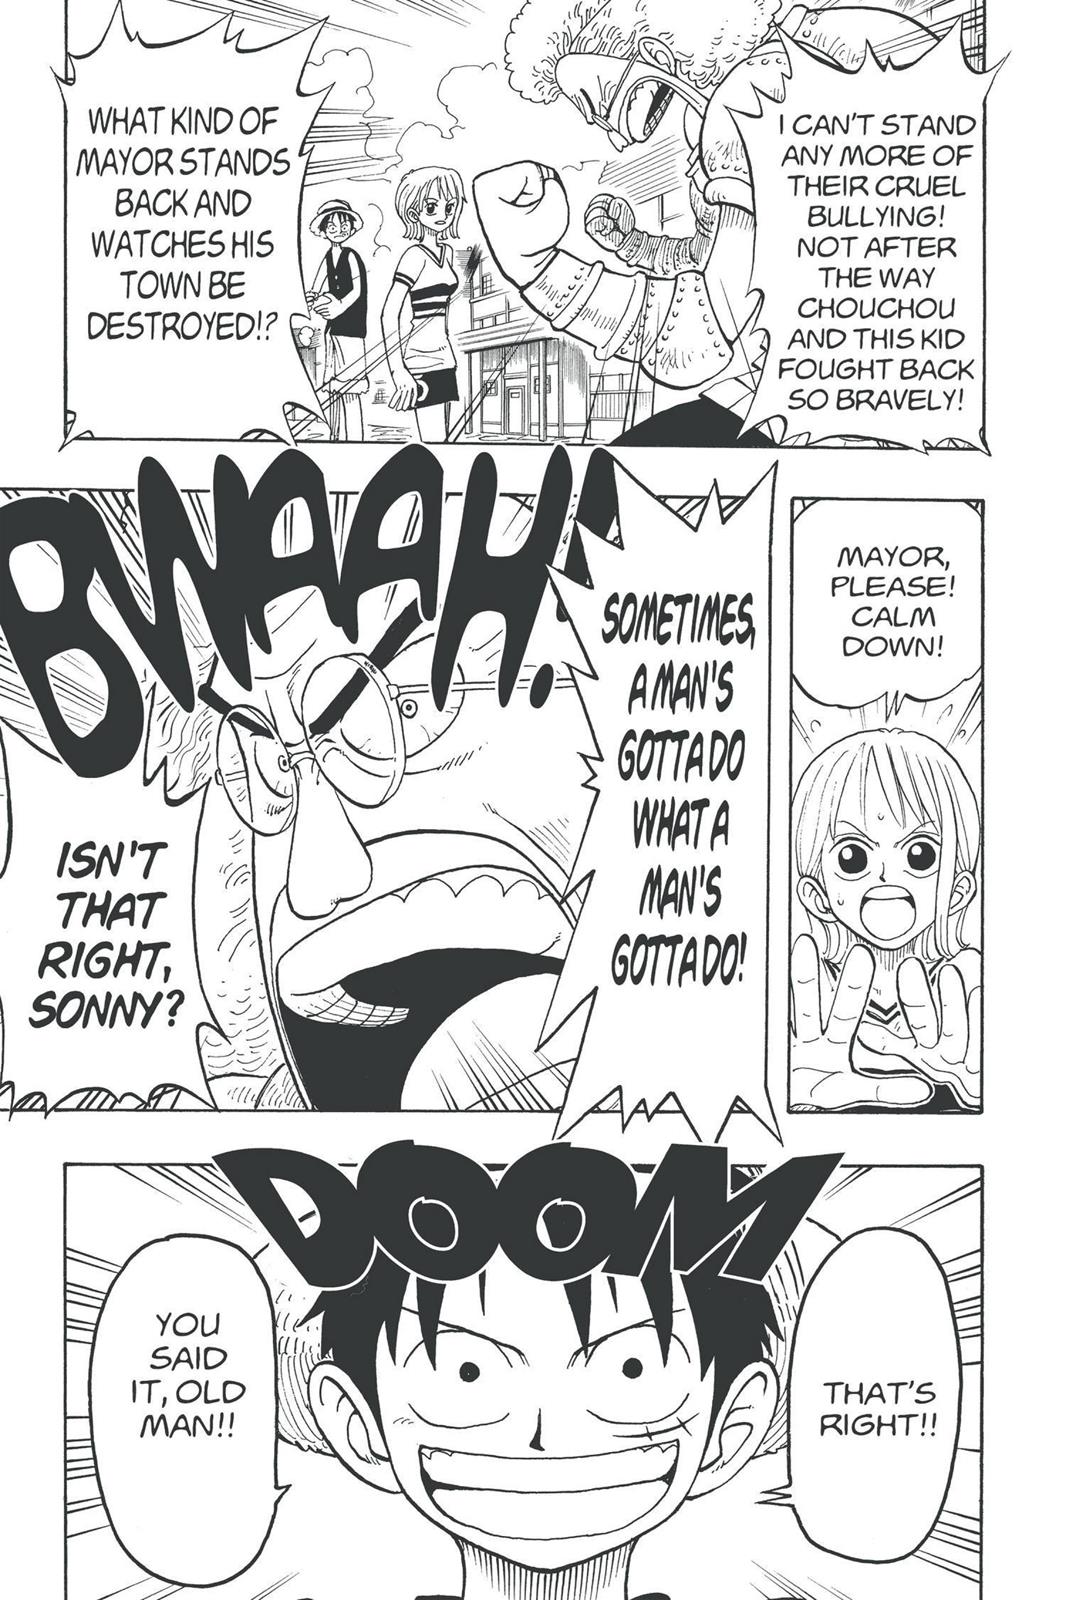 I CAN'T STAND
ANY MORE OF
THEIR CRUEL
BULLYING!
NOT AFTER
THE WAY
CHOUCHOU
AND THIS KID
FOUGHT BACK
SO BRAVELY!
WHAT KIND OF
MAYOR STANDS
BACK AND
WATCHES HIS
TOWN BE
DESTROYED!?
MAYOR,
PLEASE!
CALM
DOWN!
SOMETIMES,
A MAN'S
GOTTA DO
WHAT A
MAN'S
GOTTA DO!
BWAAAH!
ISN'T
THAT
RIGHT,
SONNY?
DOOM
THAT'S
RIGHT!!
YOU
SAID
IT, OLD
MAN!!